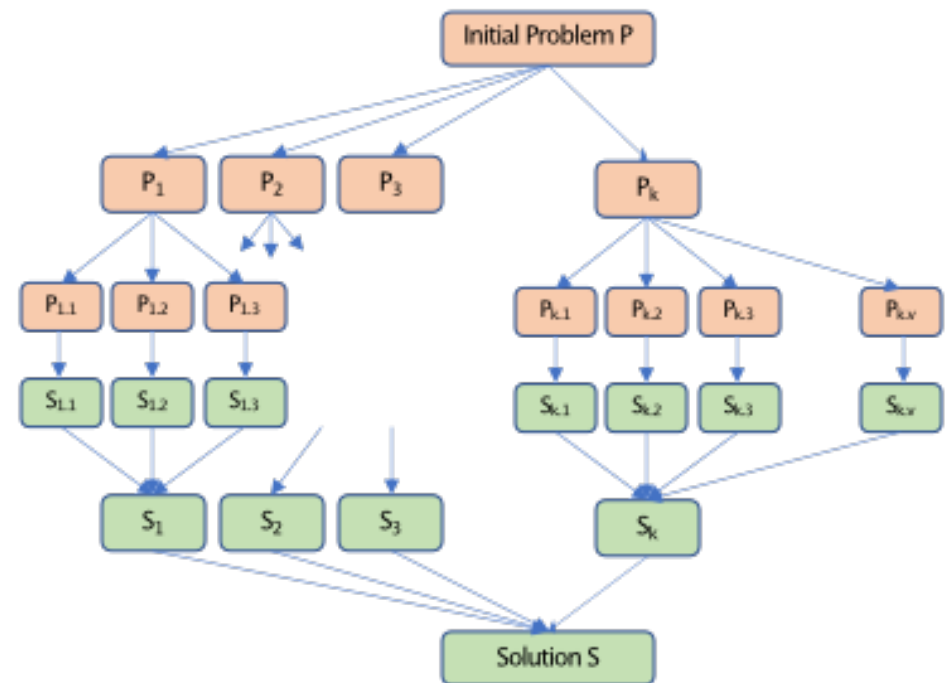 Initial Problem P
P₁ P₂ P₃ Pₖ
P₁.₁ P₁.₂ P₁.₃ Pₖ.₁ Pₖ.₂ Pₖ.₃ Pₖ.ᵥ
S₁.₁ S₁.₂ S₁.₃ Sₖ.₁ Sₖ.₂ Sₖ.₃ Sₖ.ᵥ
S₁ S₂ S₃ Sₖ
Solution S